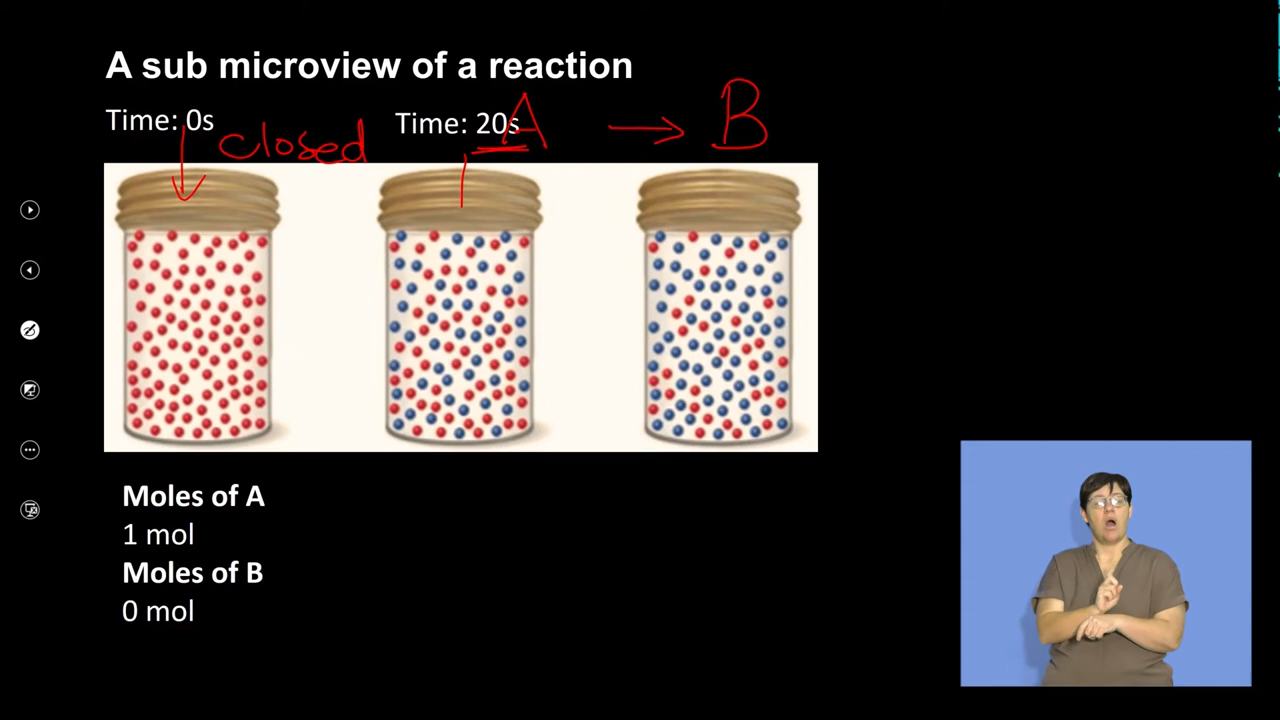 A sub microview of a reaction
Time: 0s
closed
Time: 20s
A → B
Moles of A
1 mol
Moles of B
0 mol